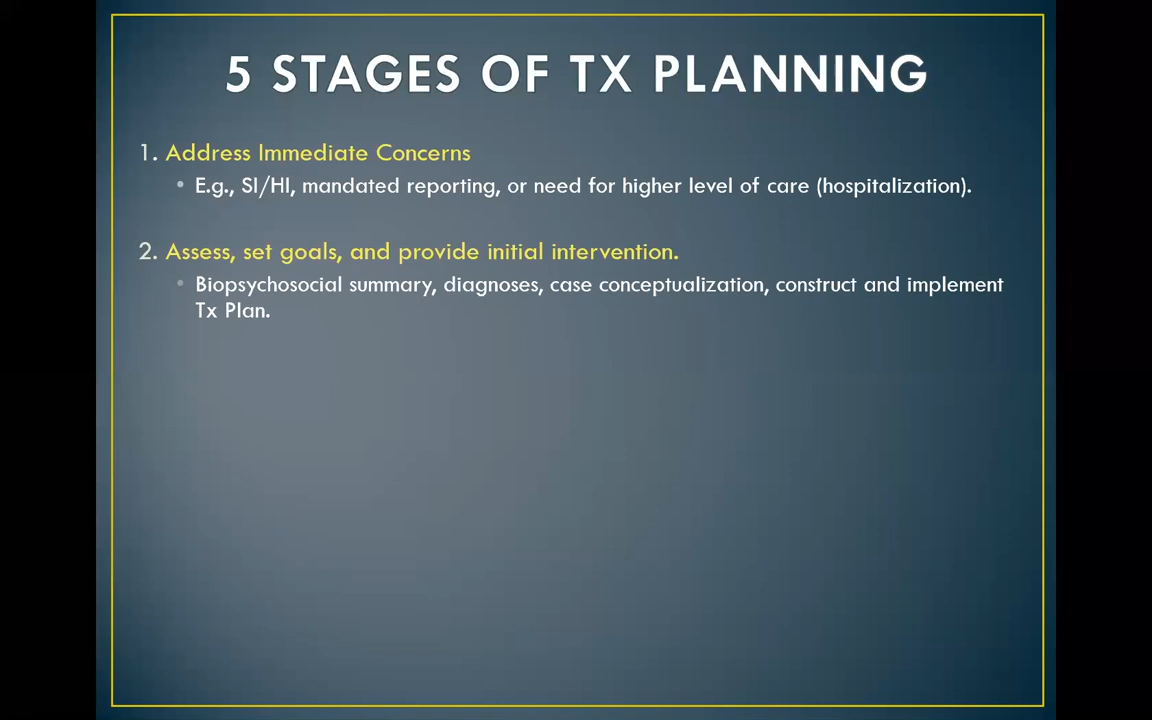 5 STAGES OF TX PLANNING
1. Address Immediate Concerns
• E.g., SI/HI, mandated reporting, or need for higher level of care (hospitalization).
2. Assess, set goals, and provide initial intervention.
• Biopsychosocial summary, diagnoses, case conceptualization, construct and implement
Tx Plan.